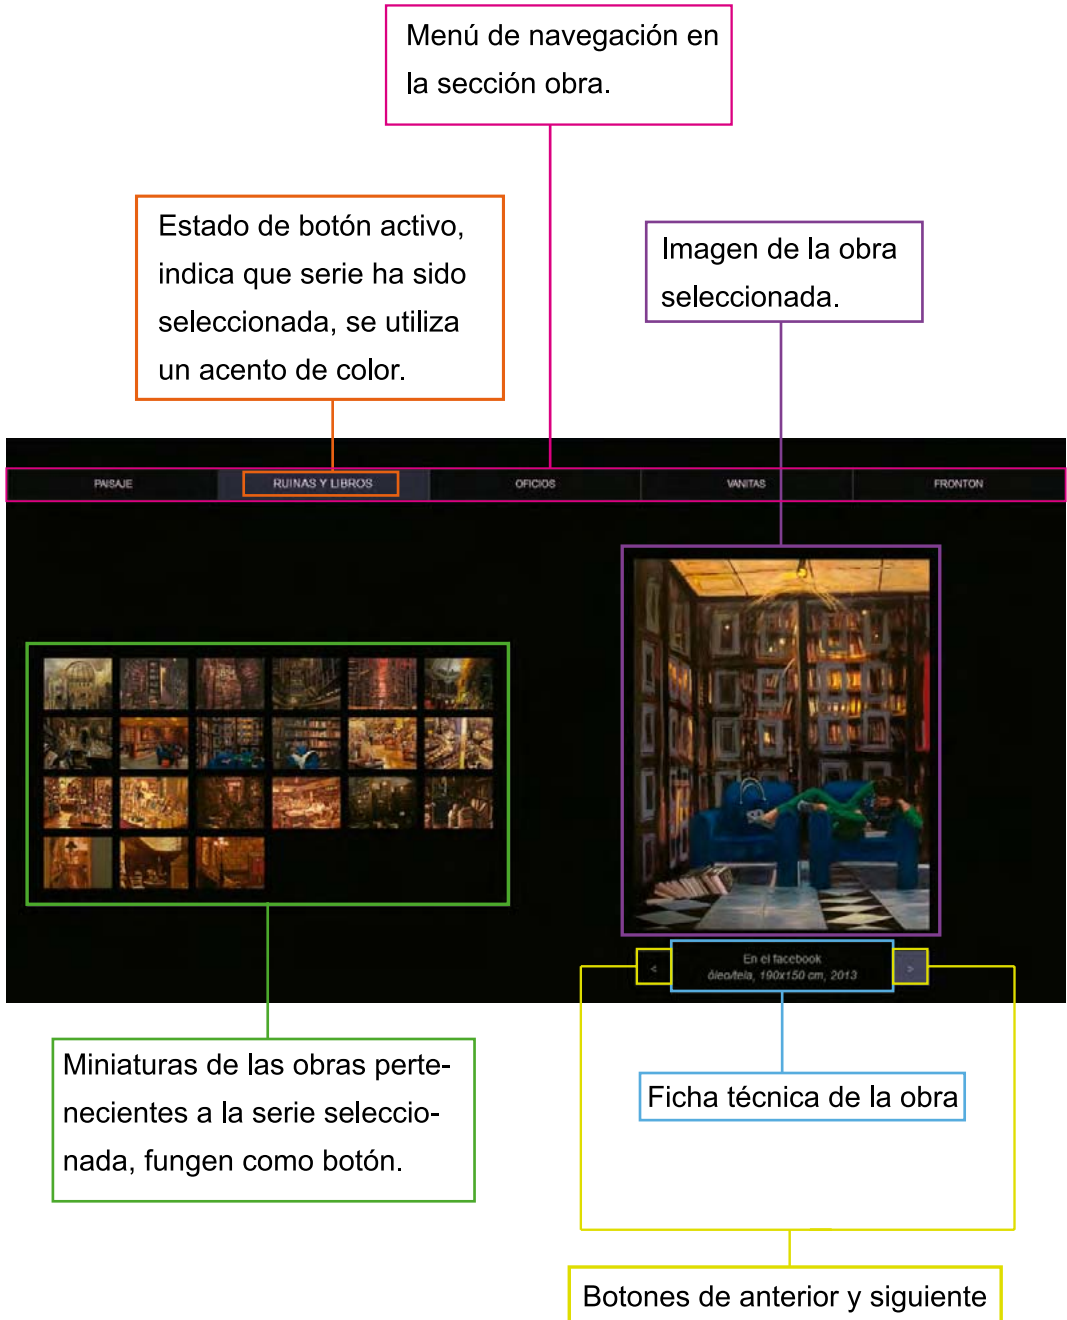 Menú de navegación en
la sección obra.
Estado de botón activo,
indica que serie ha sido
seleccionada, se utiliza
un acento de color.
Imagen de la obra
seleccionada.
PAISAJE
RUINAS Y LIBROS
OFICIOS
VANITAS
FRONTON
<
En el facebook
óleo/tela, 190x150 cm, 2013
>
Miniaturas de las obras perte-
necientes a la serie seleccio-
nada, fungen como botón.
Ficha técnica de la obra
Botones de anterior y siguiente